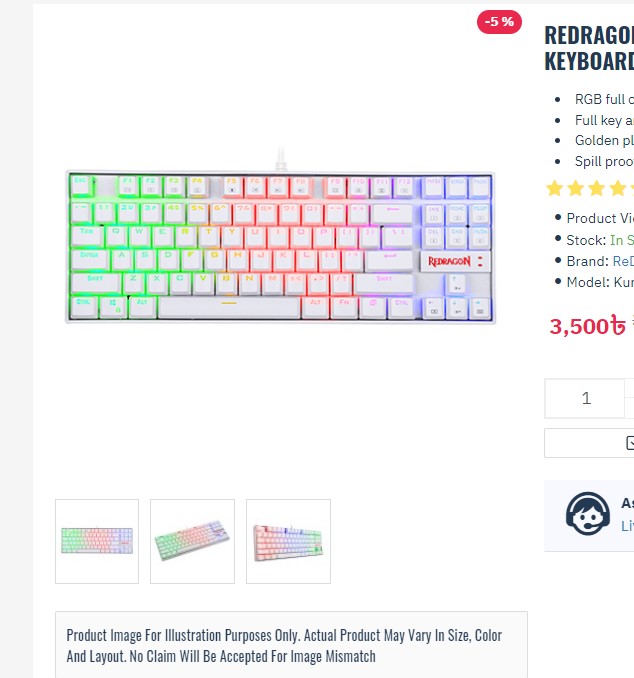 -5 %
REDRAGO
KEYBOARD
RGB full
Full key
Golden pl
Spill proo
Product Vi
Stock: In S
Brand: ReD
Model: Kur
3,500৳
1
As
Li
REDRAGON
Product Image For Illustration Purposes Only. Actual Product May Vary In Size, Color
And Layout. No Claim Will Be Accepted For Image Mismatch